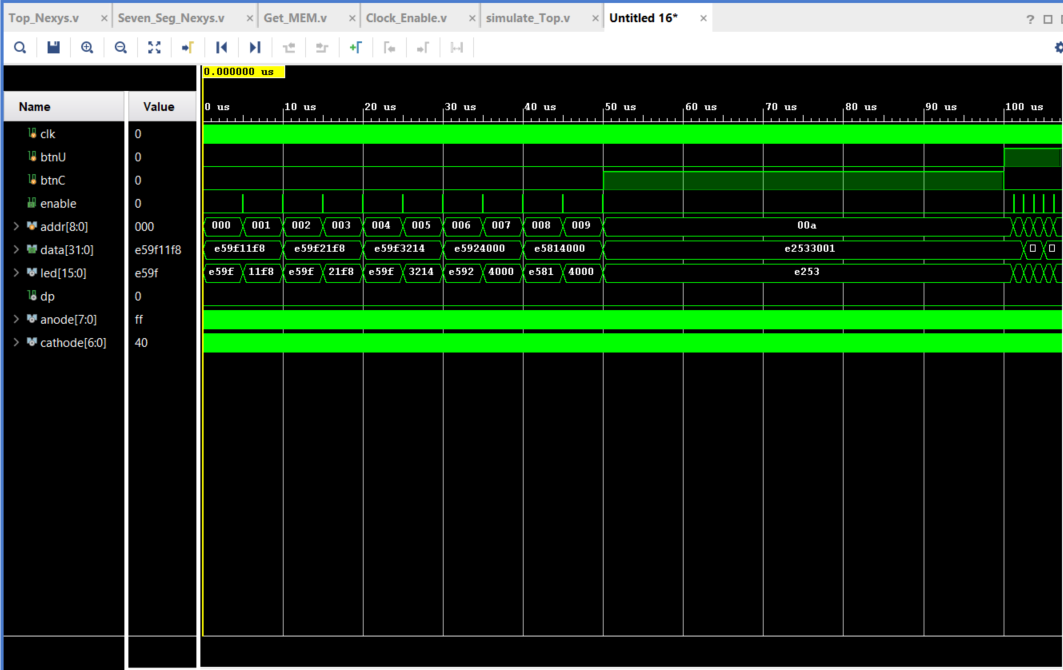 Top_Nexys.v × Seven_Seg_Nexys.v × Get_MEM.v × Clock_Enable.v × simulate_Top.v × Untitled 16* ×
?
0.000000 us
Name Value 0 us 10 us 20 us 30 us 40 us 50 us 60 us 70 us 80 us 90 us 100 us
clk 0
btnU 0
btnC 0
enable 0
addr[8:0] 000 000 001 002 003 004 005 006 007 008 009 00a
data[31:0] e59f11f8 e59f11f8 e59f21f8 e59f3214 e5924000 e5814000 e2533001
led[15:0] e59f e59f 11f8 e59f 21f8 e59f 3214 e592 4000 e581 4000 e253
dp 0
anode[7:0] ff
cathode[6:0] 40